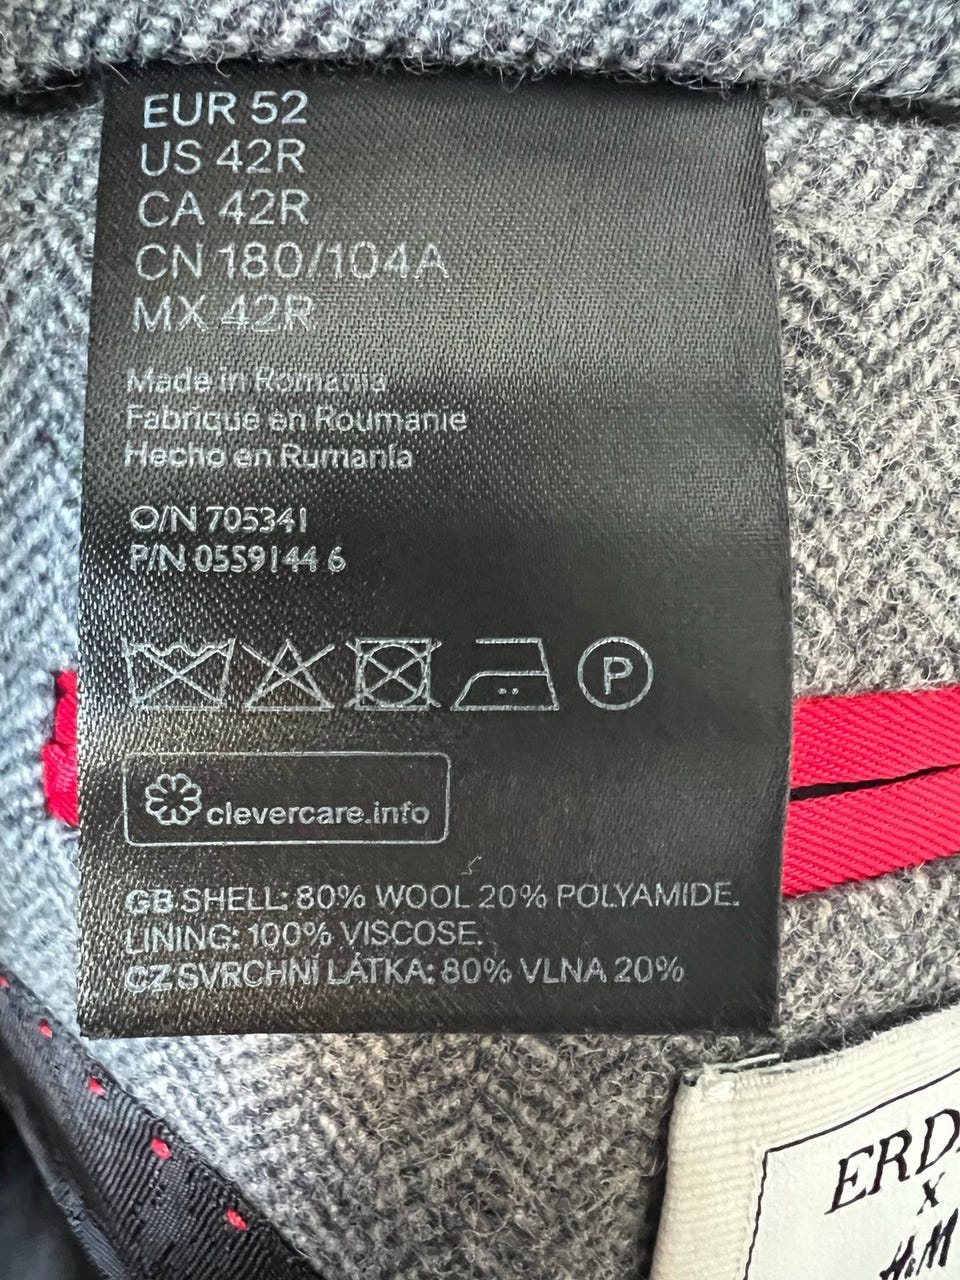 EUR 52
US 42R
CA 42R
CN 180/104A
MX 42R
Made in Romania
Fabriqué en Roumanie
Hecho en Rumanía
O/N 705341
P/N 0559144 6
P
clevercare.info
GB SHELL: 80% WOOL 20% POLYAMIDE.
LINING: 100% VISCOSE.
CZ SVRCHNÍ LÁTKA: 80% VLNA 20%
ERD
x
H&M